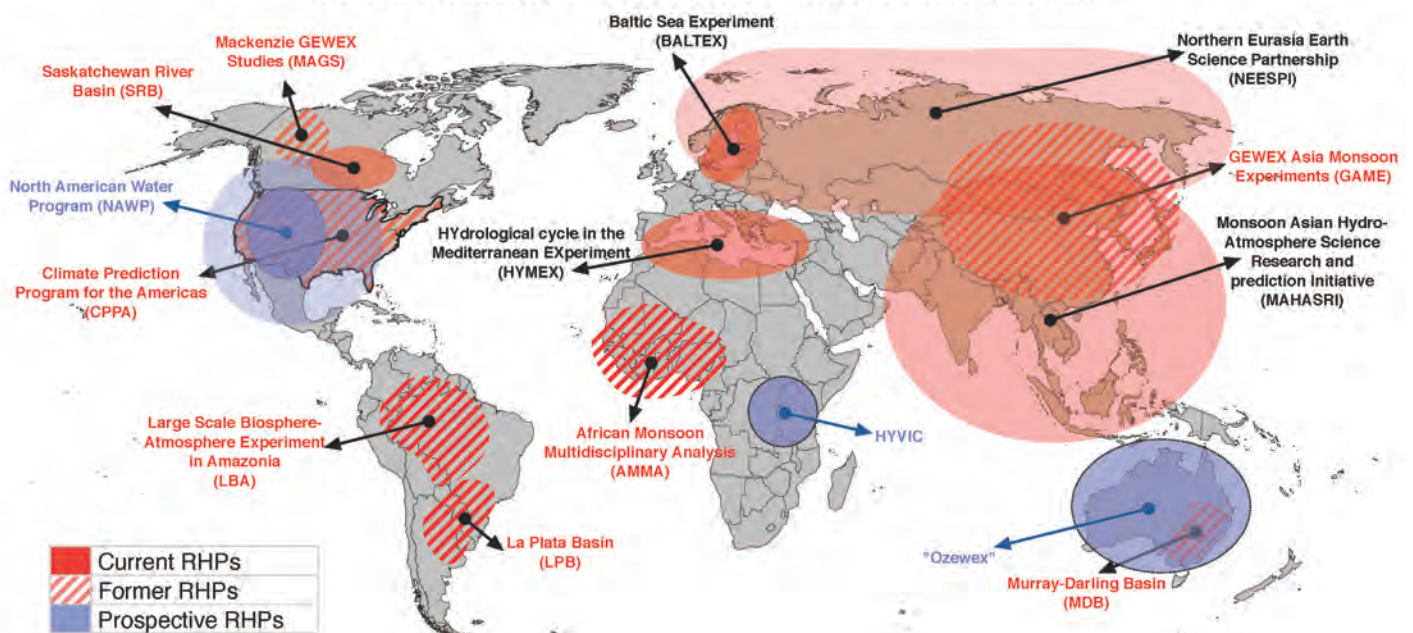 Baltic Sea Experiment
(BALTEX)
Northern Eurasia Earth
Science Partnership
(NEESPI)
Mackenzie GEWEX
Studies (MAGS)
Saskatchewan River
Basin (SRB)
North American Water
Program (NAWP)
Climate Prediction
Program for the Americas
(CPPA)
HYdrological cycle in the
Mediterranean EXperiment
(HYMEX)
GEWEX Asia Monsoon
Experiments (GAME)
Monsoon Asian Hydro-
Atmosphere Science
Research and
prediction Initiative
(MAHASRI)
Large Scale Biosphere-
Atmosphere Experiment
in Amazonia
(LBA)
African Monsoon
Multidisciplinary Analysis
(AMMA)
HYVIC
La Plata Basin
(LPB)
"Ozewex"
Murray-Darling Basin
(MDB)
Current RHPs
Former RHPs
Prospective RHPs